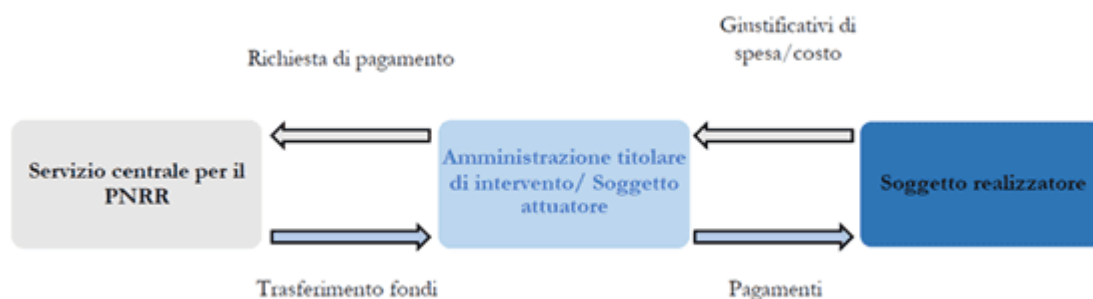 Giustificativi di
spesa/costo
Richiesta di pagamento
Servizio centrale per il
PNRR
Amministrazione titolare
di intervento/ Soggetto
attuatore
Soggetto realizzatore
Trasferimento fondi
Pagamenti